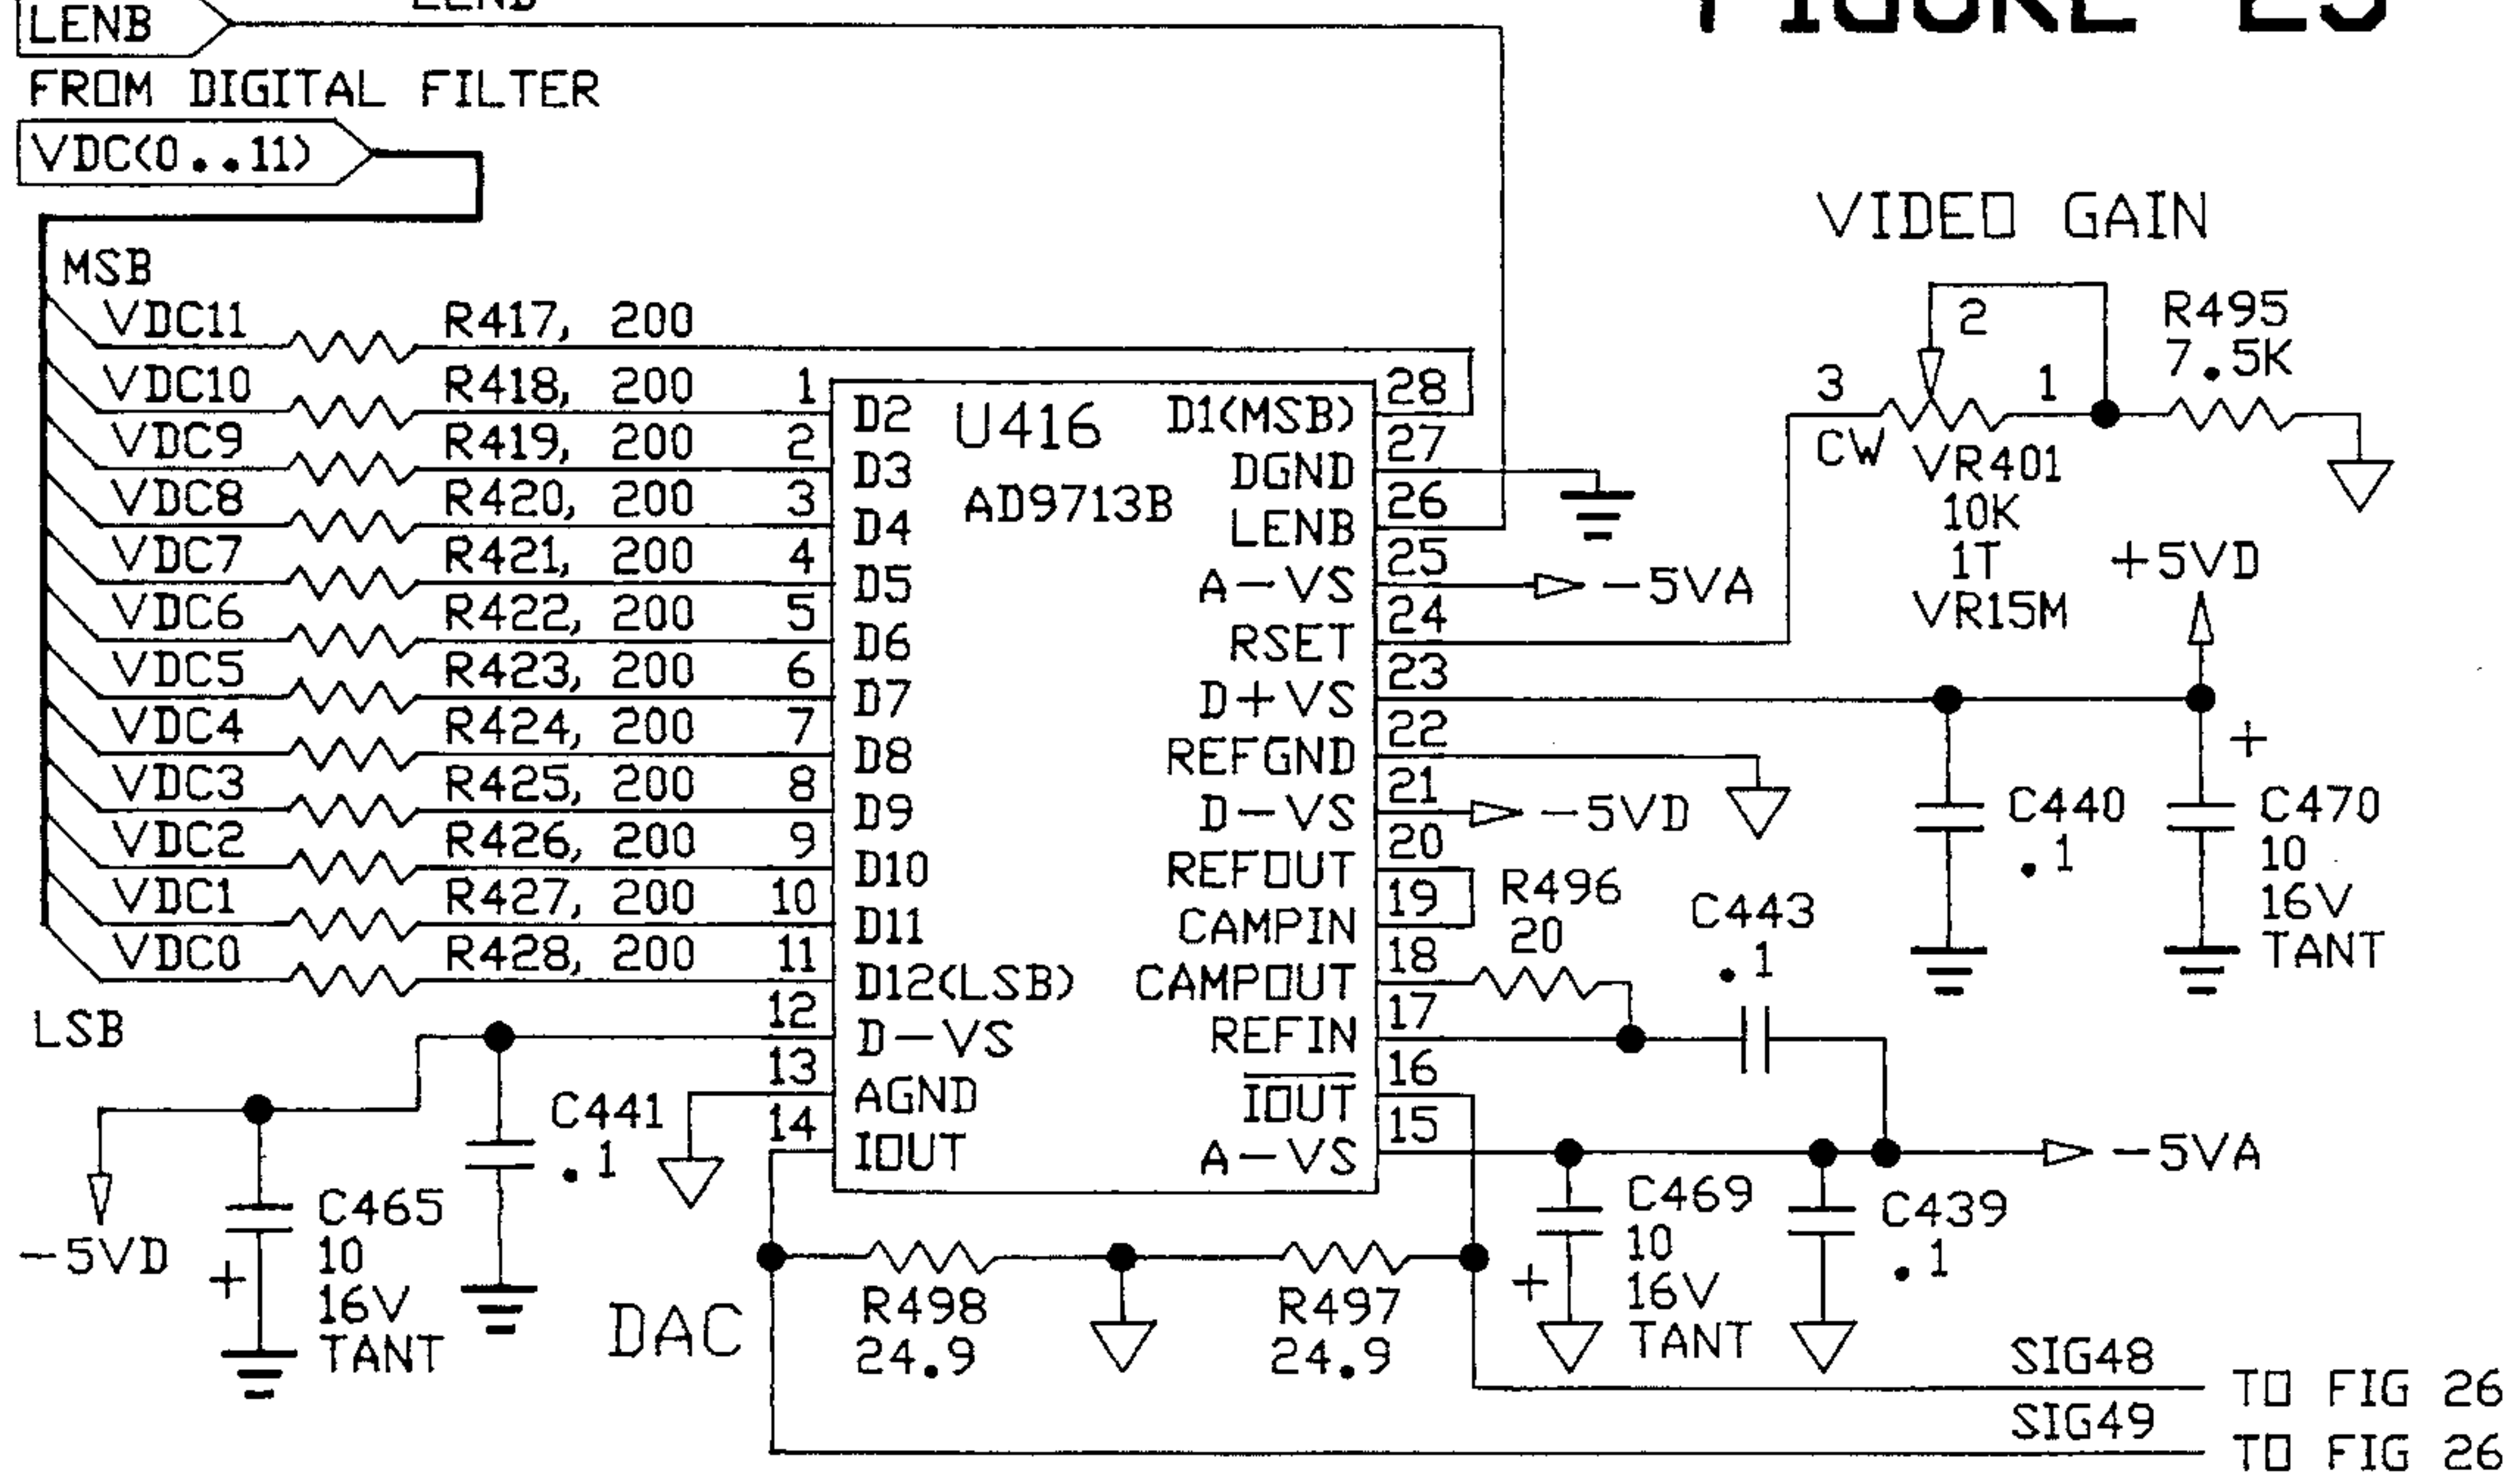 LENB
LENB
FIGURE 25
FROM DIGITAL FILTER
VDC(0..11)
VIDEO GAIN
MSB
VDC11 R417, 200
VDC10 R418, 200 1
VDC9 R419, 200 2
VDC8 R420, 200 3
VDC7 R421, 200 4
VDC6 R422, 200 5
VDC5 R423, 200 6
VDC4 R424, 200 7
VDC3 R425, 200 8
VDC2 R426, 200 9
VDC1 R427, 200 10
VDC0 R428, 200 11
LSB
12
13
14
U416
AD9713B
D2
D3
D4
D5
D6
D7
D8
D9
D10
D11
D12(LSB)
D-VS
AGND
IOUT
D1(MSB) 28
DGND 27
LENB 26
A-VS 25
RSET 24
D+VS 23
REFGND 22
D-VS 21
REFOUT 20
CAMPIN 19
CAMPOUT 18
REFIN 17
IOUT 16
A-VS 15
2
3
1
CW
VR401
10K
1T
VR15M
R495
7.5K
-5VA
+5VD
-5VD
+
C440
.1
C470
10
16V
TANT
R496
20
C443
.1
C441
.1
C465
10
16V
TANT
+
-5VD
DAC
R498
24.9
R497
24.9
C469
10
16V
TANT
+
C439
.1
-5VA
SIG48
TO FIG 26
SIG49
TO FIG 26